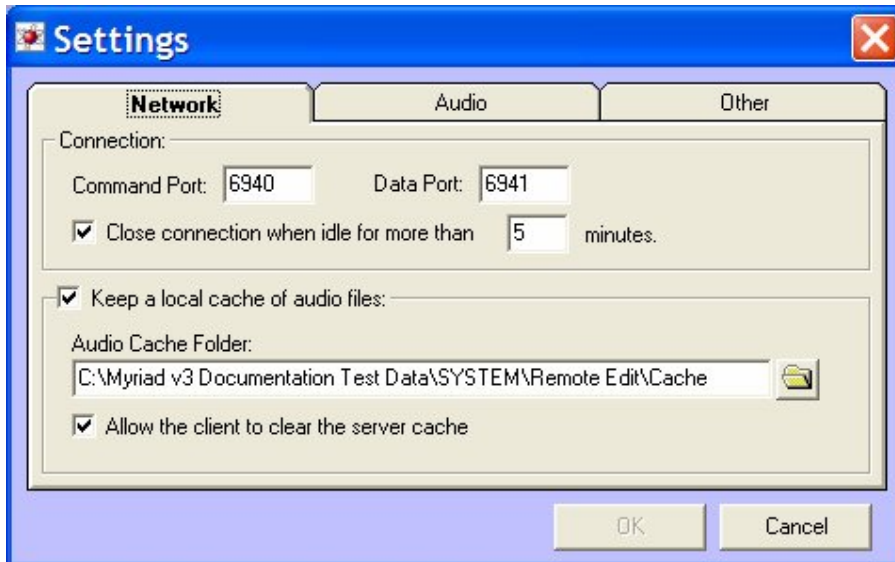 Settings
Network Audio Other
Connection:
Command Port: 6940 Data Port: 6941
Close connection when idle for more than 5 minutes.
Keep a local cache of audio files:
Audio Cache Folder:
C:\Myriad v3 Documentation Test Data\SYSTEM\Remote Edit\Cache
Allow the client to clear the server cache
OK Cancel